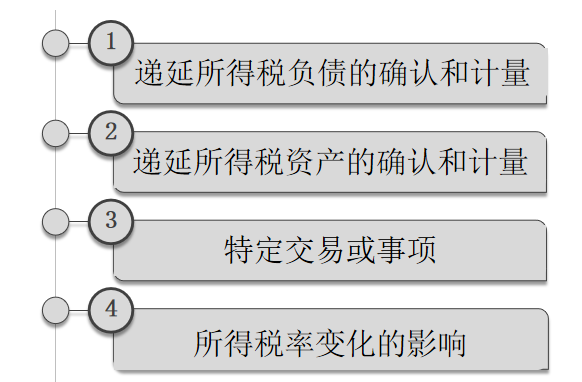 1
递延所得税负债的确认和计量
2
递延所得税资产的确认和计量
3
特定交易或事项
4
所得税率变化的影响